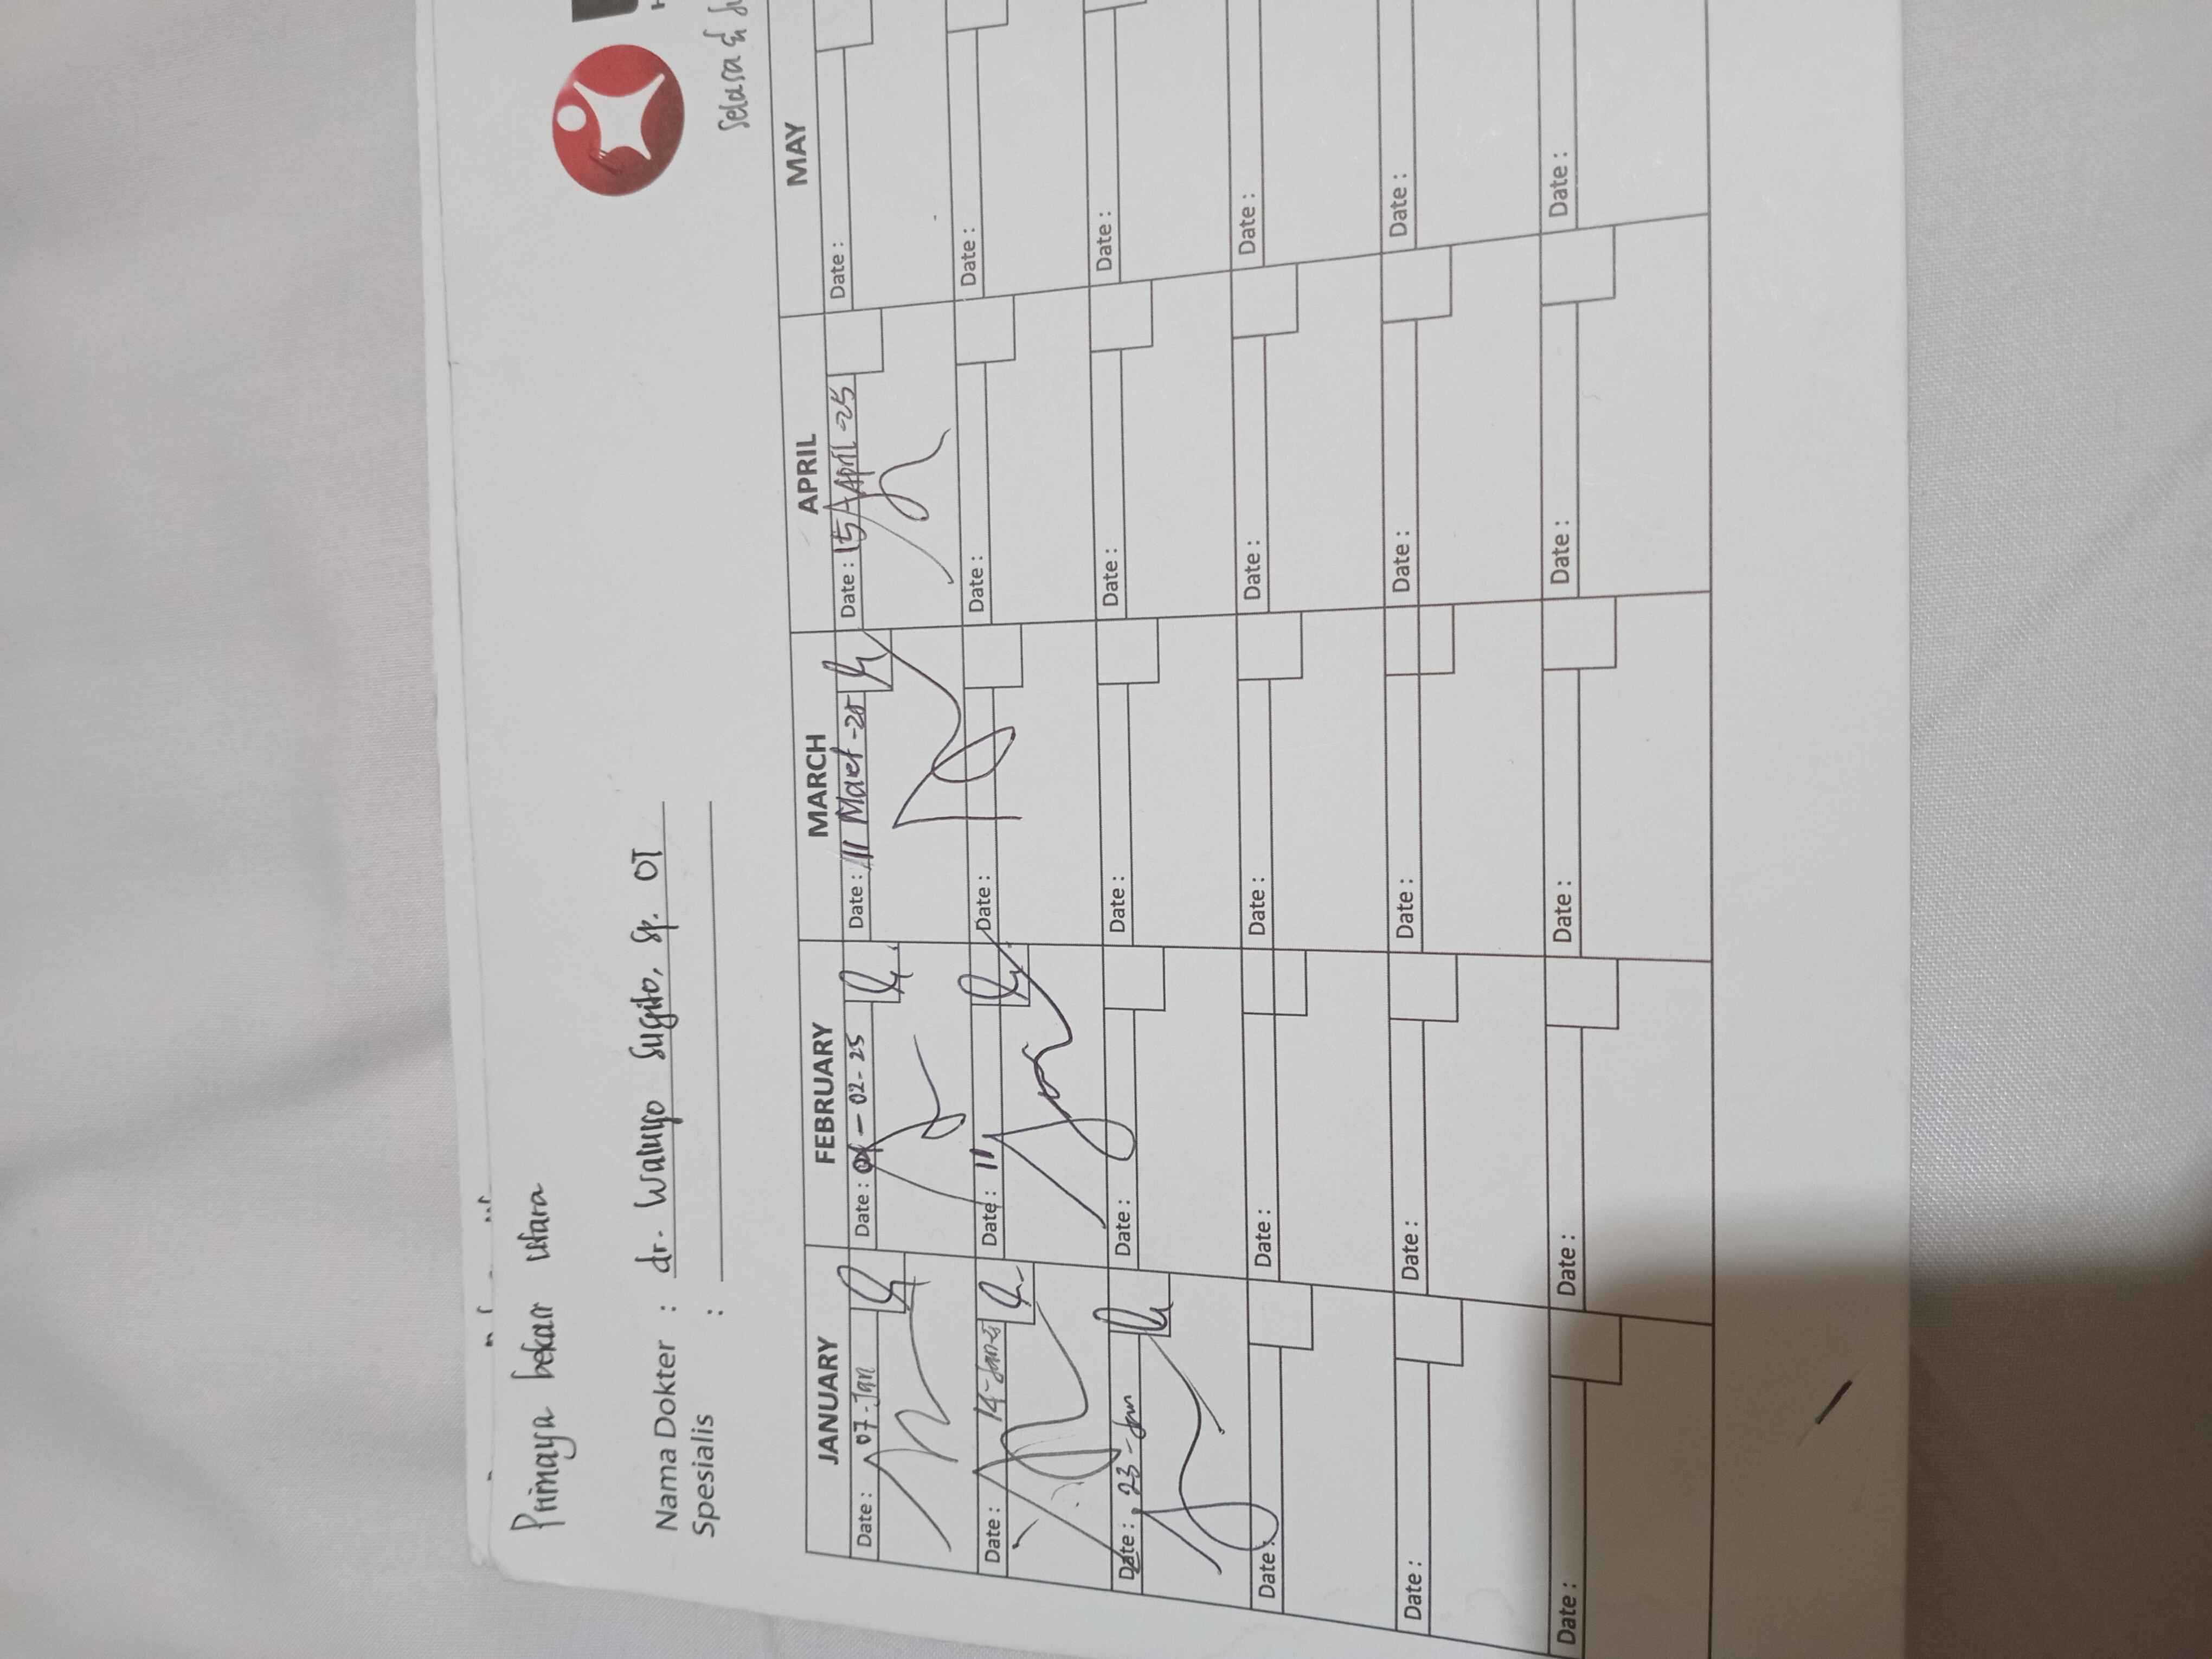 Primaya bekasi utara
Nama Dokter : dr. Waluyo Sugito, Sp. OT
Spesialis :
Selasa &
JANUARY FEBRUARY MARCH APRIL MAY
Date : 07-Jan Date : - 02-25 Date : 11 Maret -25 Date : 15 April -25 Date :
Date : 14-Jan Date : 11 Date : Date : Date :
Date : 23-Jan Date : Date : Date : Date :
Date : Date : Date : Date : Date :
Date : Date : Date : Date : Date :
Date : Date : Date : Date : Date :